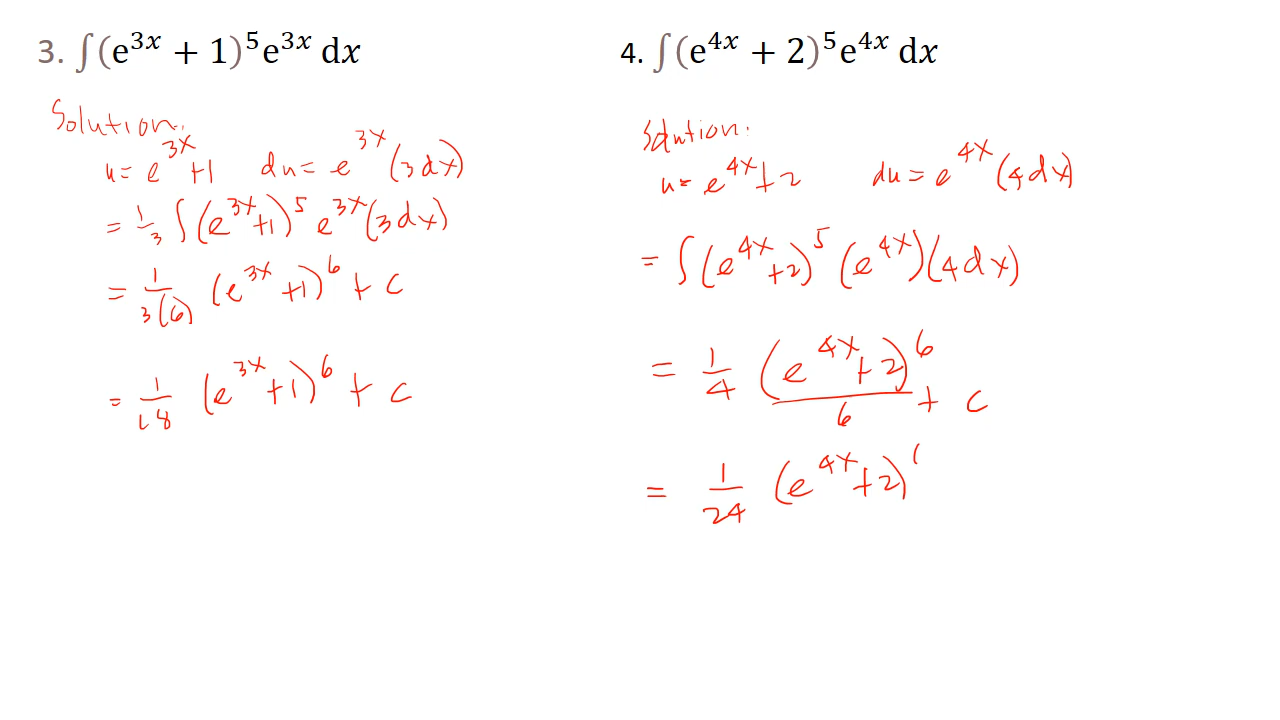 3. ∫(e^{3x} + 1)^5 e^{3x} dx
Solution:
u = e^{3x} + 1 du = e^{3x} (3dx)
= 1/3 ∫(e^{3x} + 1)^5 e^{3x} (3dx)
= 1/3(6) (e^{3x} + 1)^6 + c
= 1/18 (e^{3x} + 1)^6 + c
4. ∫(e^{4x} + 2)^5 e^{4x} dx
Solution:
u = e^{4x} + 2 du = e^{4x} (4dx)
= ∫(e^{4x} + 2)^5 (e^{4x})(4dx)
= 1/4 (e^{4x} + 2)^6/6 + c
= 1/24 (e^{4x} + 2)